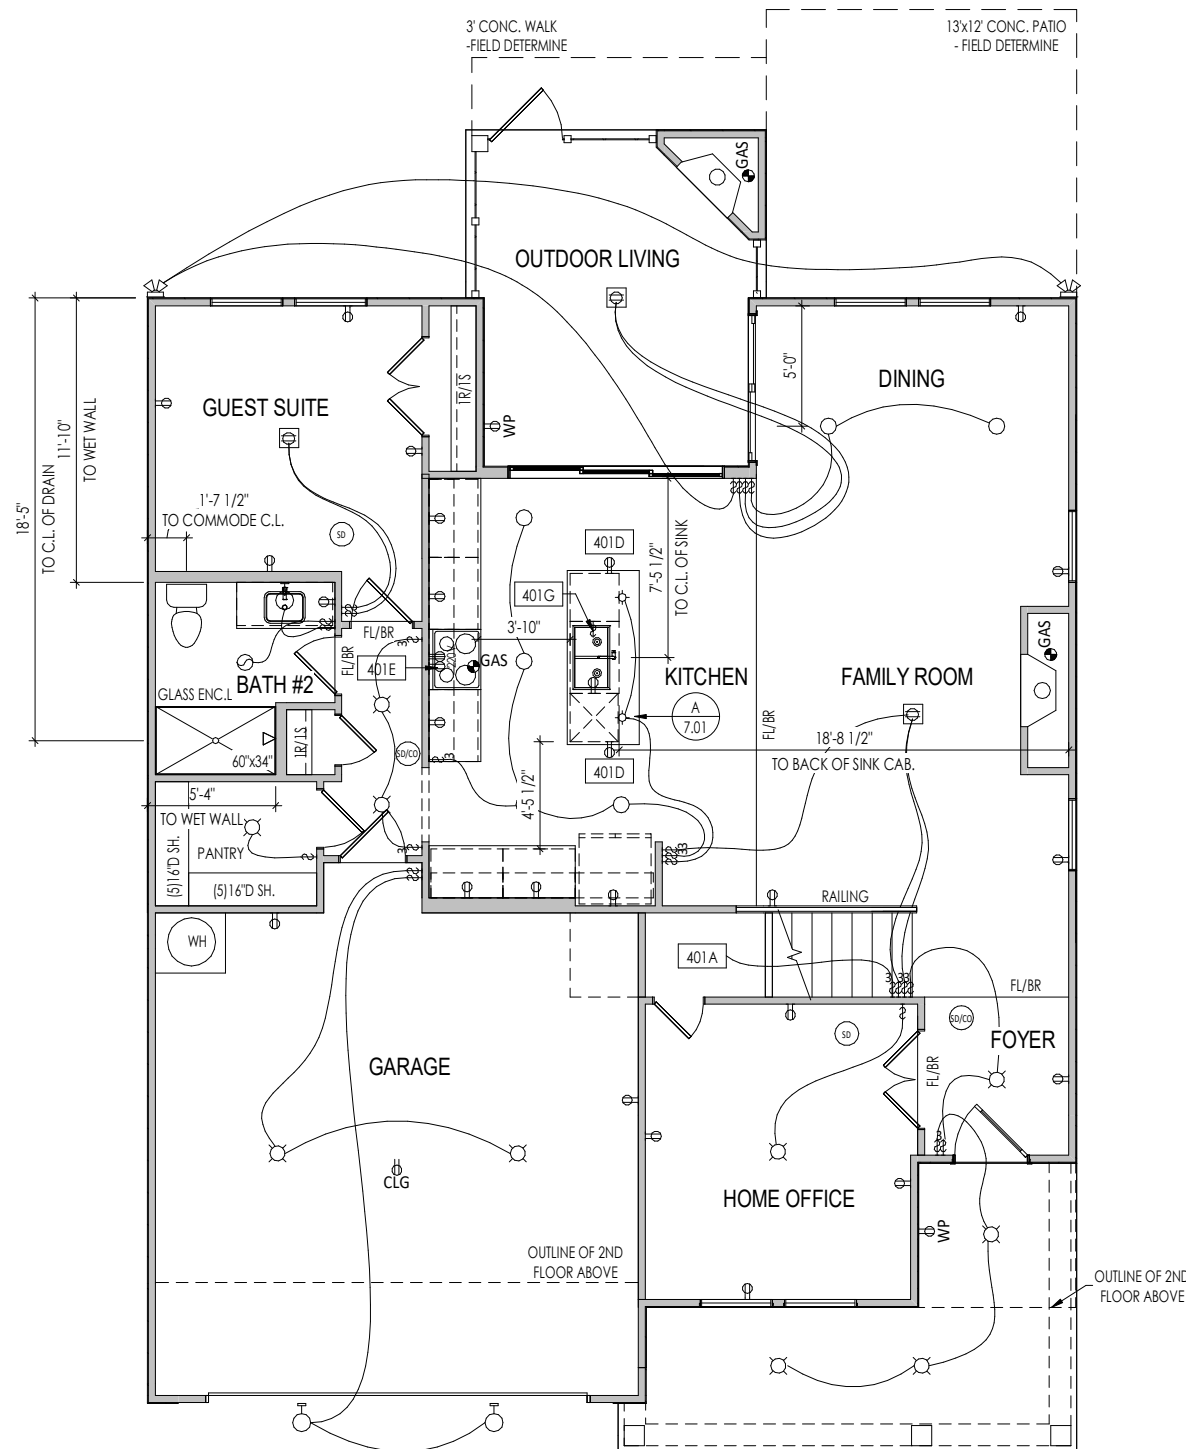 3' CONC. WALK
-FIELD DETERMINE
13'x12' CONC. PATIO
- FIELD DETERMINE
GAS
OUTDOOR LIVING
5'-0"
DINING
1R/1S
GUEST SUITE
WP
11'-10"
TO WET WALL
18'-5"
TO C.L. OF DRAIN
1'-7 1/2"
TO COMMODE C.L.
SD
401D
7'-5 1/2"
TO C.L. OF SINK
401G
3'-10"
FL/BR
FL/BR
401E
220V
GAS
GAS
KITCHEN
FAMILY ROOM
BATH #2
GLASS ENC.L
A
7.01
FL/BR
1R/1S
60"x34"
SD/CO
18'-8 1/2"
TO BACK OF SINK CAB.
401D
5'-4"
TO WET WALL
4'-5 1/2"
PANTRY
(5)16"D SH.
(5)16"D SH.
RAILING
WH
401A
FL/BR
SD/CO
SD
FOYER
FL/BR
GARAGE
CLG
HOME OFFICE
WP
OUTLINE OF 2ND
FLOOR ABOVE
OUTLINE OF 2ND
FLOOR ABOVE